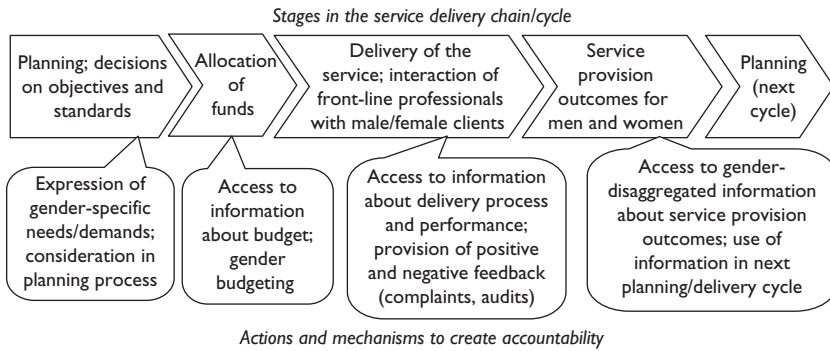 Stages in the service delivery chain/cycle
Planning; decisions
on objectives and
standards
Allocation
of
funds
Delivery of the
service; interaction of
front-line professionals
with male/female clients
Service
provision
outcomes for
men and women
Planning
(next
cycle)
Expression of
gender-specific
needs/demands;
consideration in
planning process
Access to
information
about budget;
gender
budgeting
Access to information
about delivery process
and performance;
provision of positive
and negative feedback
(complaints, audits)
Access to gender-
disaggregated information
about service provision
outcomes; use of
information in next
planning/delivery cycle
Actions and mechanisms to create accountability